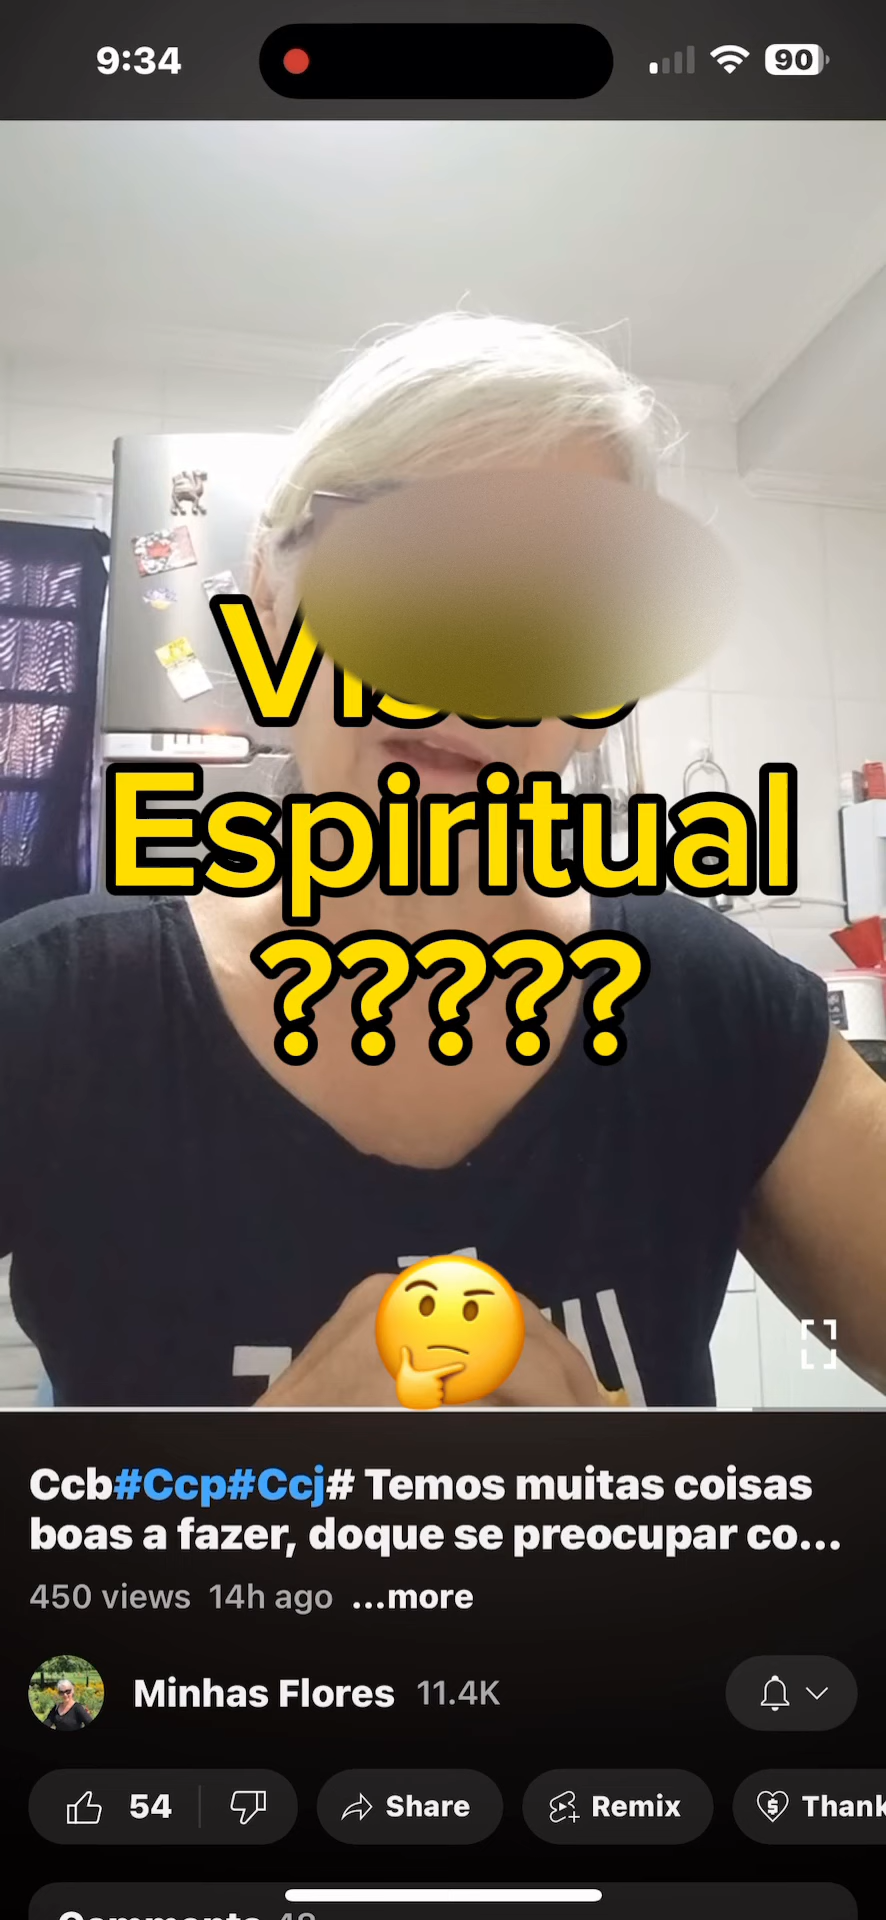 9:34
90
Espiritual
?????
Ccb#Ccp#Ccj# Temos muitas coisas
boas a fazer, doque se preocupar co...
450 views 14h ago ...more
Minhas Flores 11.4K
54
Share
Remix
Thank